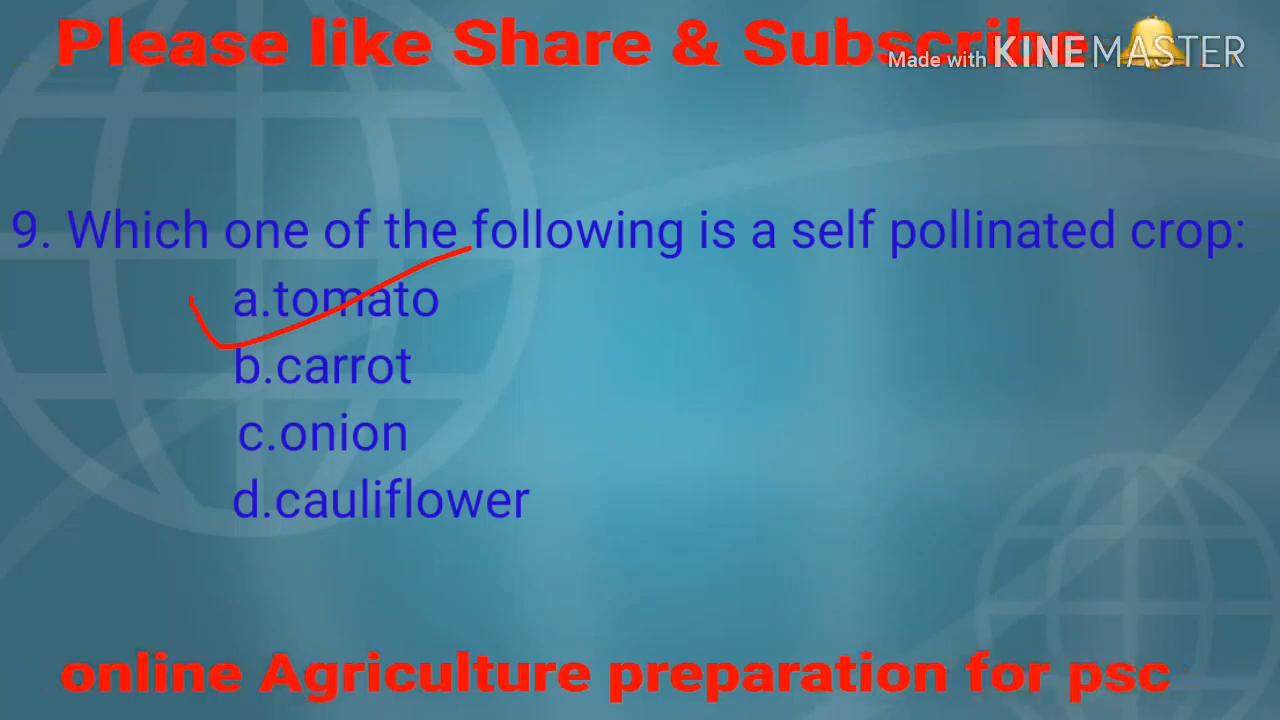 Please like Share & Subscribe
Made with KINEMASTER
9. Which one of the following is a self pollinated crop:
a.tomato
b.carrot
c.onion
d.cauliflower
online Agriculture preparation for psc